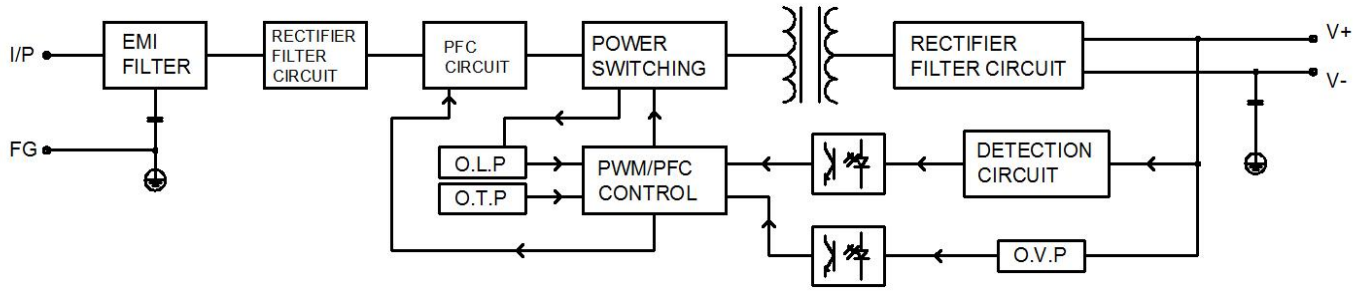 I/P
EMI
FILTER
RECTIFIER
FILTER
CIRCUIT
PFC
CIRCUIT
POWER
SWITCHING
RECTIFIER
FILTER CIRCUIT
V+
V-
FG
O.L.P
O.T.P
PWM/PFC
CONTROL
DETECTION
CIRCUIT
O.V.P